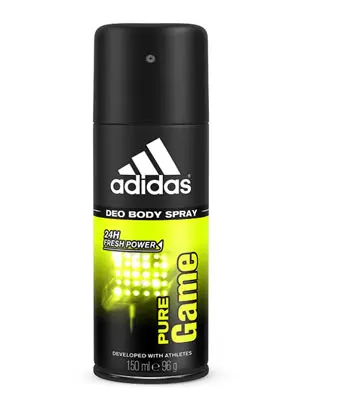 adidas
DEO BODY SPRAY
24H
FRESH POWER
PURE
Game
DEVELOPED WITH ATHLETES
150 ml e 96 g